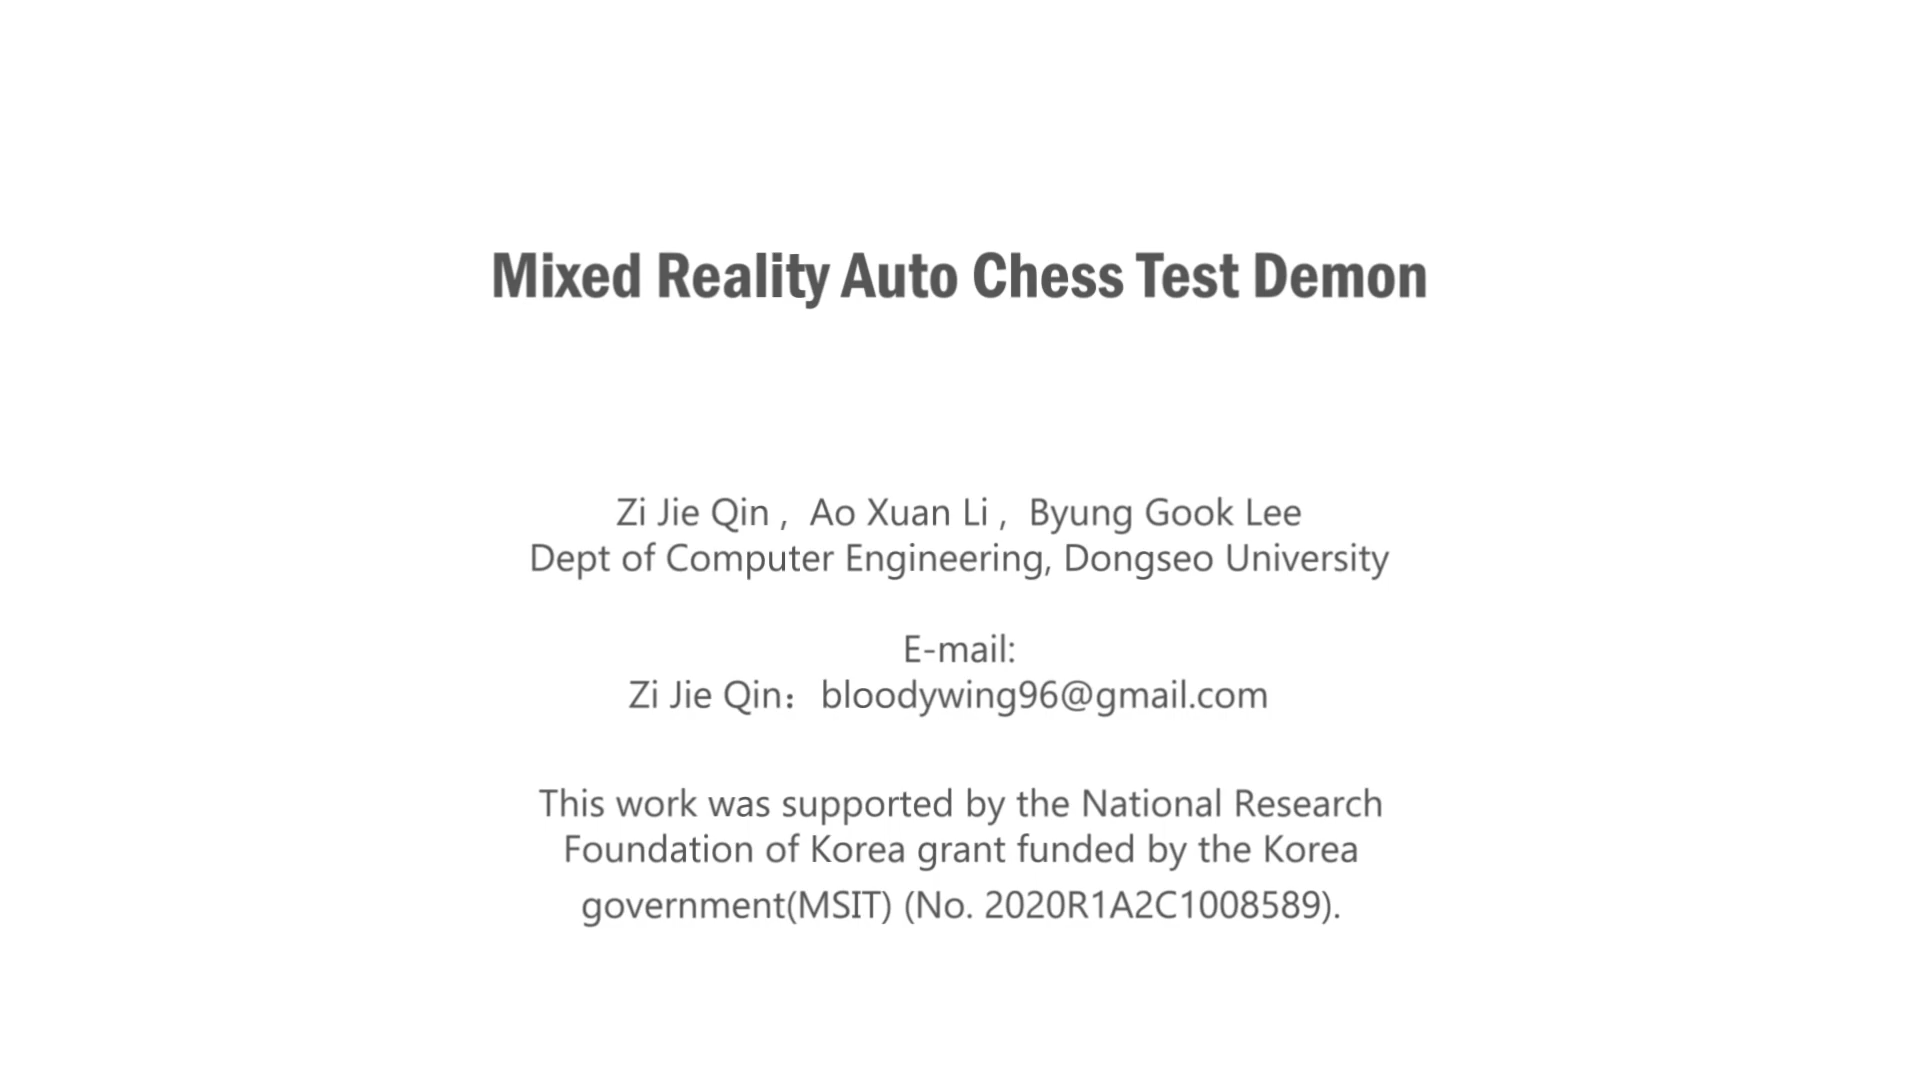 Mixed Reality Auto Chess Test Demon
Zi Jie Qin , Ao Xuan Li , Byung Gook Lee
Dept of Computer Engineering, Dongseo University
E-mail:
Zi Jie Qin：bloodywing96@gmail.com
This work was supported by the National Research
Foundation of Korea grant funded by the Korea
government(MSIT) (No. 2020R1A2C1008589).